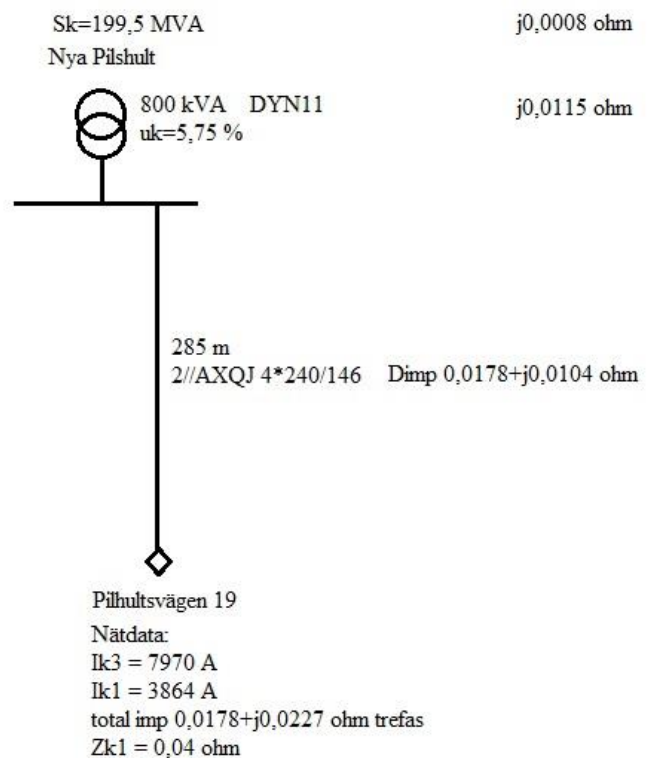 Sk=199,5 MVA j0,0008 ohm
Nya Pilshult
800 kVA DYN11 j0,0115 ohm
uk=5,75 %
285 m
2//AXQJ 4*240/146 Dimp 0,0178+j0,0104 ohm
Pilhultsvägen 19
Nätdata:
Ik3 = 7970 A
Ik1 = 3864 A
total imp 0,0178+j0,0227 ohm trefas
Zk1 = 0,04 ohm